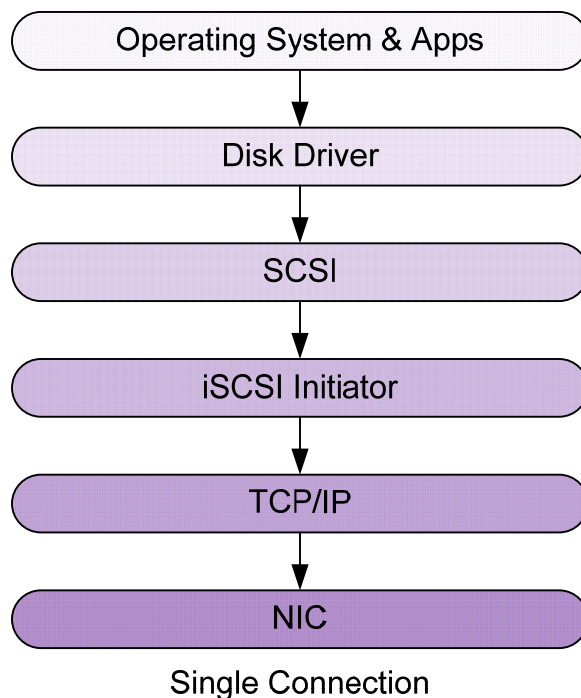 Operating System & Apps
Disk Driver
SCSI
iSCSI Initiator
TCP/IP
NIC
Single Connection